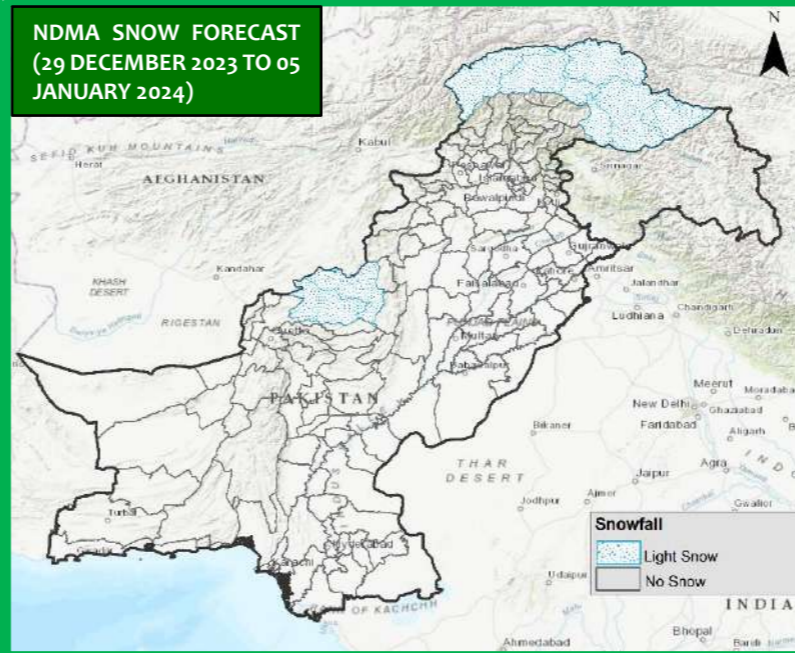 NDMA SNOW FORECAST
(29 DECEMBER 2023 TO 05
JANUARY 2024)
N
SEFID KUH MOUNTAINS
Herat
Kabul
AFGHANISTAN
Srinagar
Rawalpindi
Sargodha
Gujranwala
Lahore
Amritsar
Faisalabad
Jalandhar
Ludhiana
Chandigarh
Dehradun
KHASH
DESERT
Kandahar
RIGESTAN
Quetta
Multan
Bahawalpur
PAKISTAN
Meerut
New Delhi
Ghaziabad
Faridabad
Aligarh
Bikaner
THAR
DESERT
Jaipur
Agra
Jodhpur
Ajmer
Gwalior
Turbat
Gwadar
Karachi
Hyderabad
Udaipur
OF KACHCHH
Ahmedabad
Bhopal
INDIA
Snowfall
Light Snow
No Snow